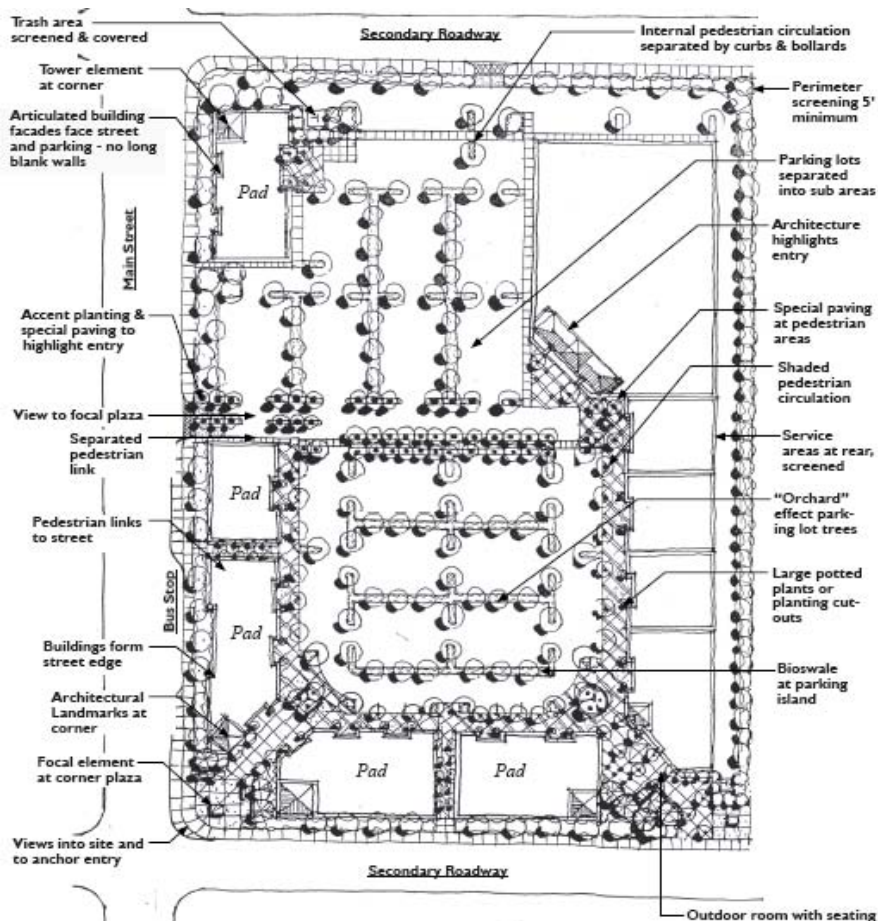 Trash area
screened & covered
Secondary Roadway
Internal pedestrian circulation
separated by curbs & bollards
Tower element
at corner
Perimeter
screening 5'
minimum
Articulated building
facades face street
and parking - no long
blank walls
Pad
Parking lots
separated
into sub areas
Main Street
Architecture
highlights
entry
Accent planting &
special paving to
highlight entry
Special paving
at pedestrian
areas
Shaded
pedestrian
circulation
View to focal plaza
Separated
pedestrian
link
Service
areas at rear,
screened
Pad
Pedestrian links
to street
"Orchard"
effect park-
ing lot trees
Bus Stop
Large potted
plants or
planting cut-
outs
Pad
Buildings form
street edge
Bioswale
at parking
island
Architectural
Landmarks at
corner
Focal element
at corner plaza
Pad
Pad
Views into site and
to anchor entry
Secondary Roadway
Outdoor room with seating